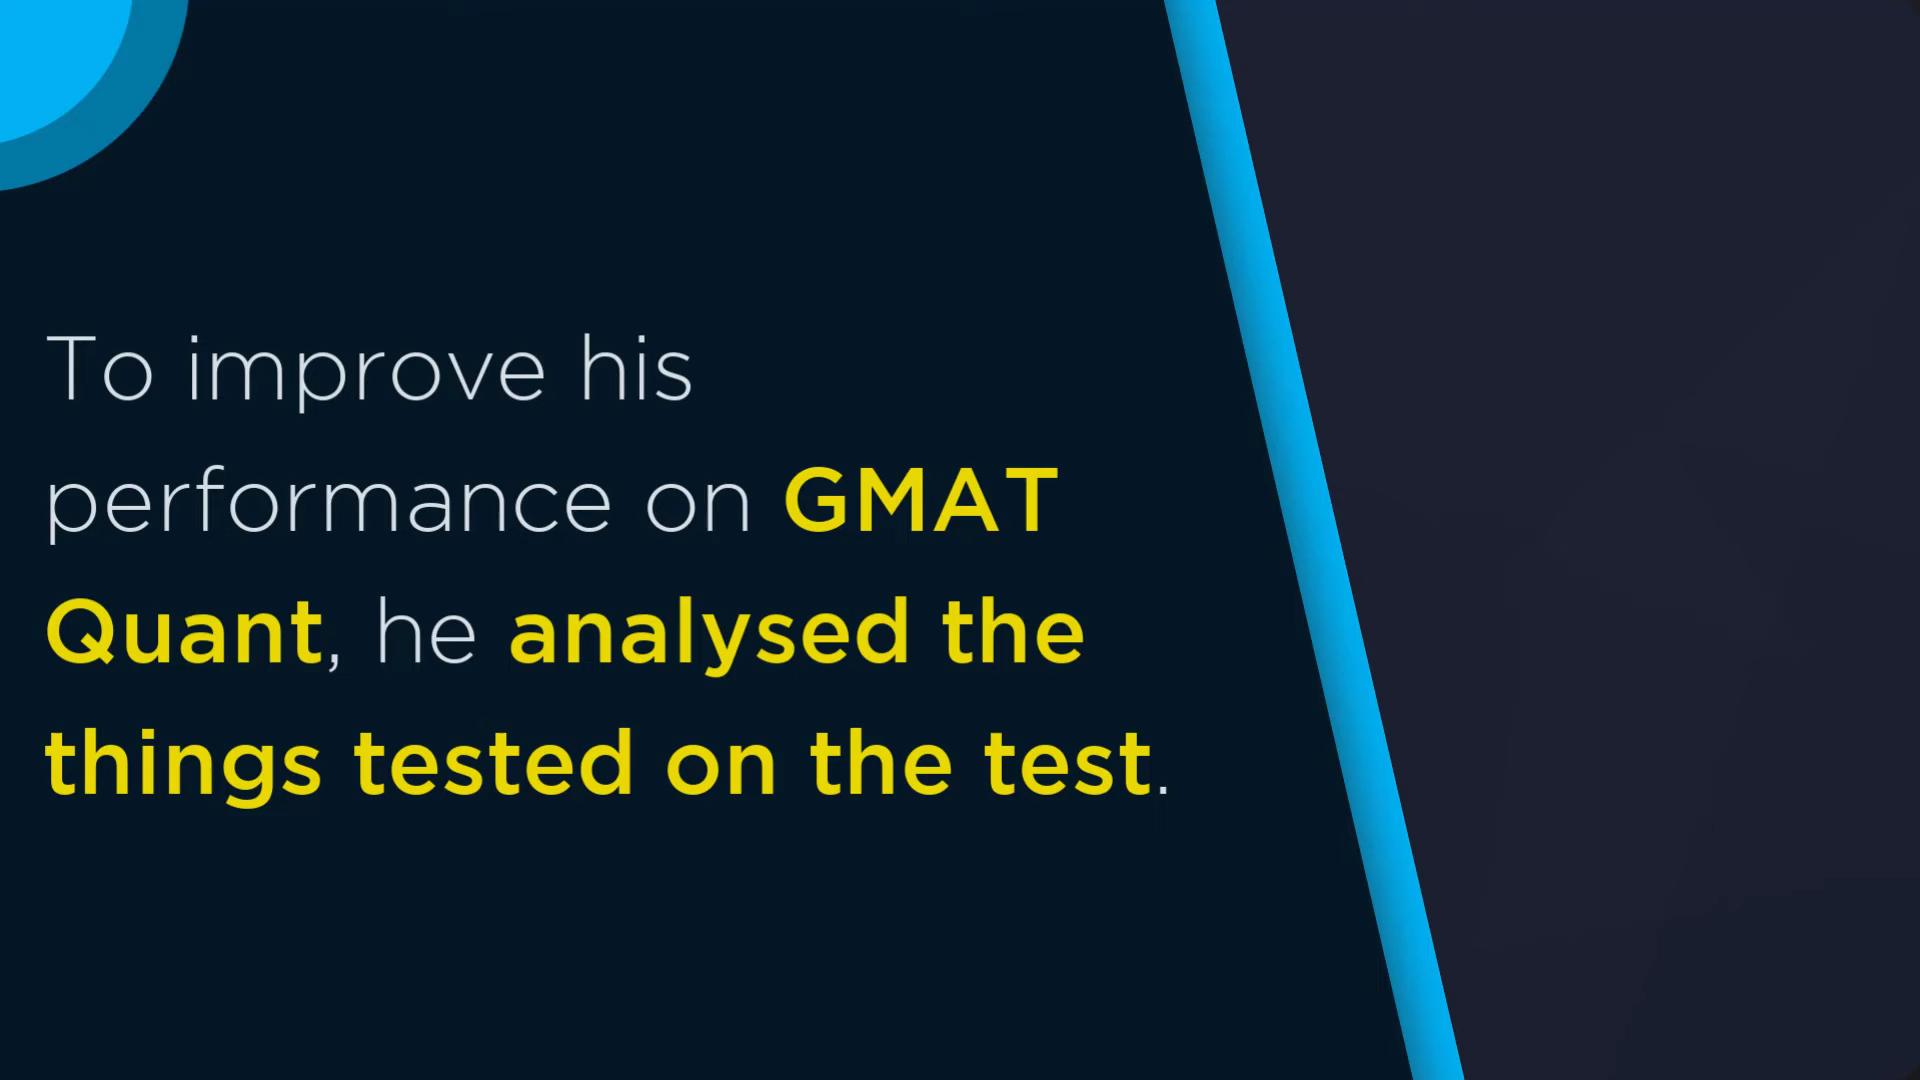 To improve his
performance on GMAT
Quant, he analysed the
things tested on the test.